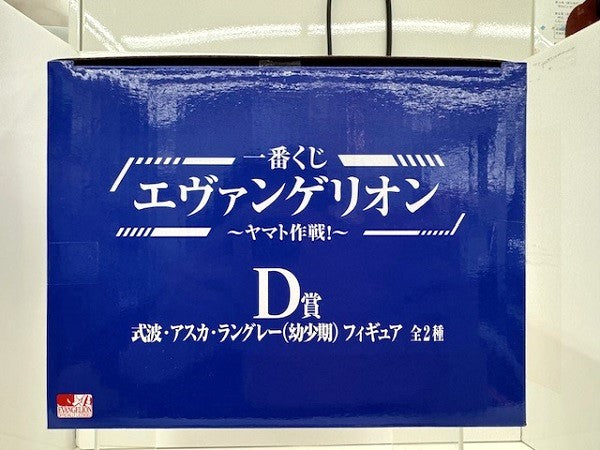 一番くじ
エヴァンゲリオン
～ヤマト作戦!～
D賞
式波・アスカ・ラングレー(幼少期) フィギュア 全2種
EVANGELION